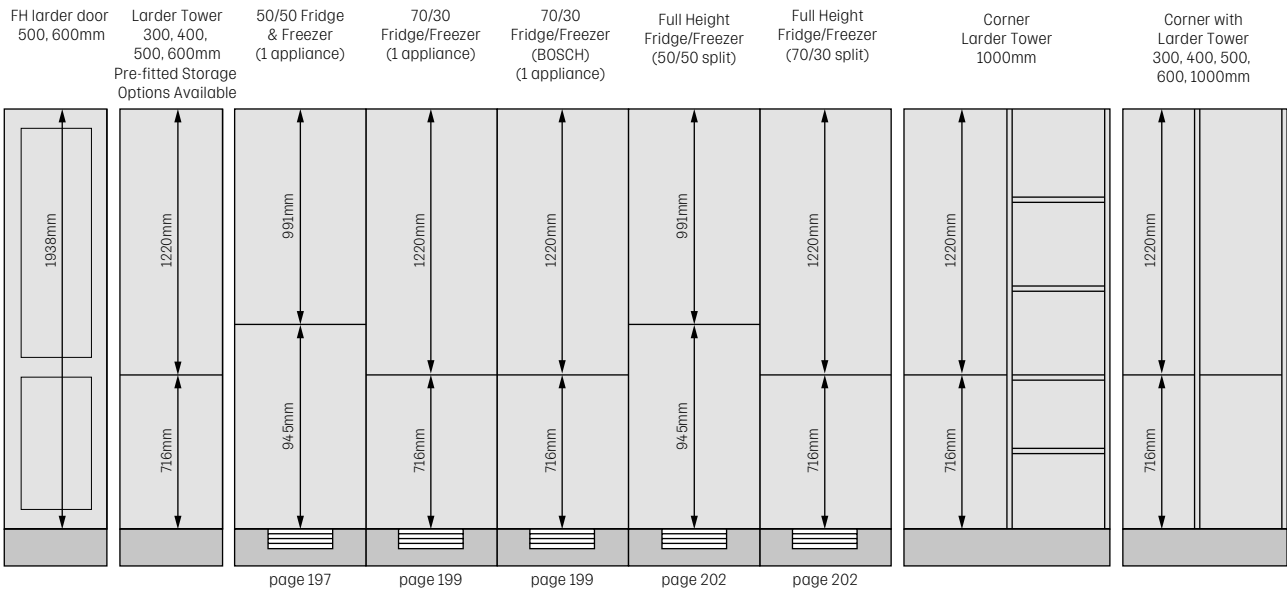 FH larder door
500, 600mm
Larder Tower
300, 400,
500, 600mm
Pre-fitted Storage
Options Available
50/50 Fridge
& Freezer
(1 appliance)
70/30
Fridge/Freezer
(1 appliance)
70/30
Fridge/Freezer
(BOSCH)
(1 appliance)
Full Height
Fridge/Freezer
(50/50 split)
Full Height
Fridge/Freezer
(70/30 split)
Corner
Larder Tower
1000mm
Corner with
Larder Tower
300, 400, 500,
600, 1000mm
1938mm
1220mm
716mm
991mm
945mm
1220mm
716mm
1220mm
716mm
991mm
945mm
1220mm
716mm
1220mm
716mm
1220mm
716mm
page 197
page 199
page 199
page 202
page 202